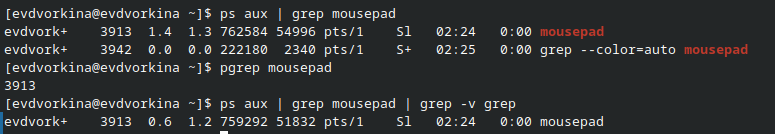 [evdvorkina@evdvorkina ~]$ ps aux | grep mousepad
evdvork+    3913  1.4  1.3 762584 54996 pts/1    Sl   02:24   0:00 mousepad
evdvork+    3942  0.0  0.0 222180  2340 pts/1    S+   02:25   0:00 grep --color=auto mousepad
[evdvorkina@evdvorkina ~]$ pgrep mousepad
3913
[evdvorkina@evdvorkina ~]$ ps aux | grep mousepad | grep -v grep
evdvork+    3913  0.6  1.2 759292 51832 pts/1    Sl   02:24   0:00 mousepad